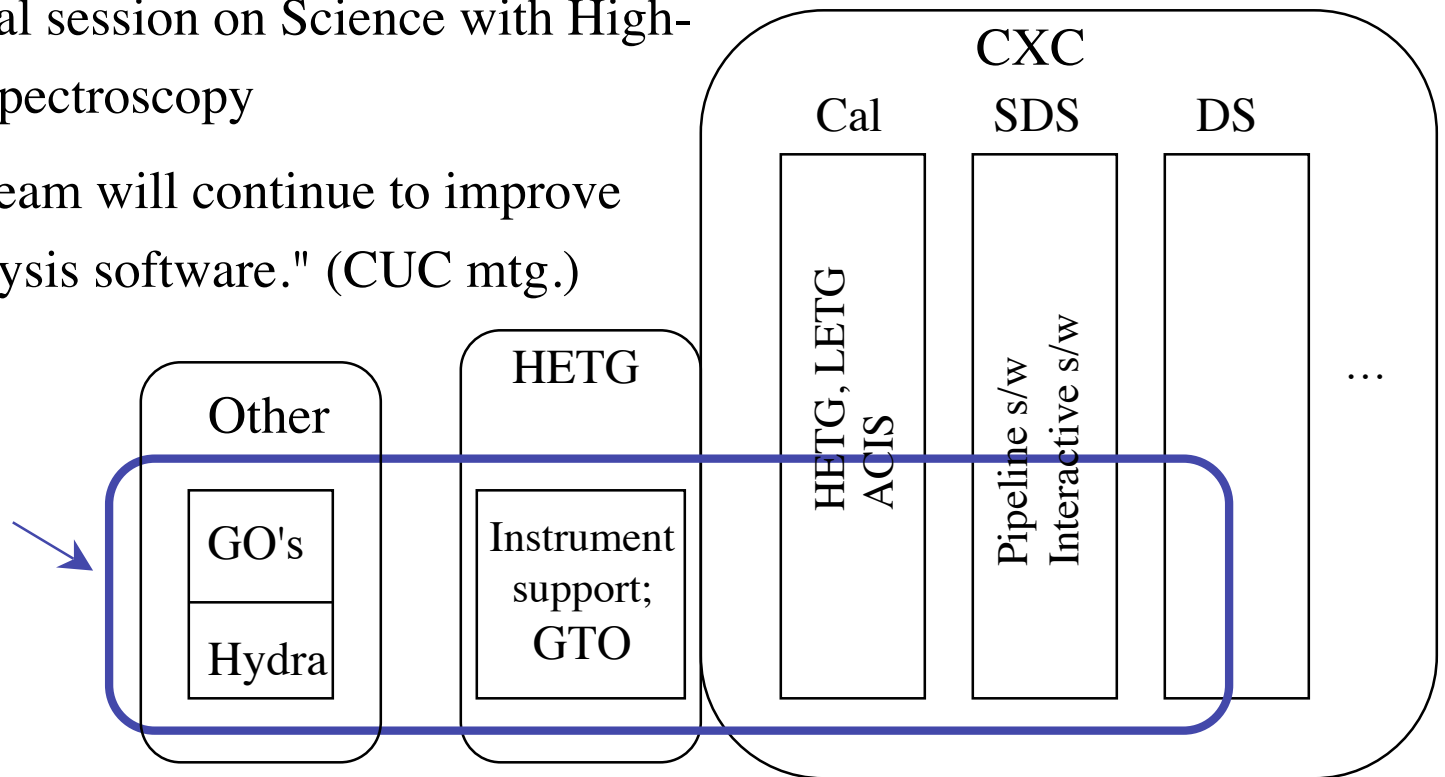 al session on Science with High-
pectroscopy
eam will continue to improve
ysis software." (CUC mtg.)
Other
GO's
Hydra
HETG
Instrument
support;
GTO
CXC
Cal
SDS
DS
HETG, LETG
ACIS
Pipeline s/w
Interactive s/w
...